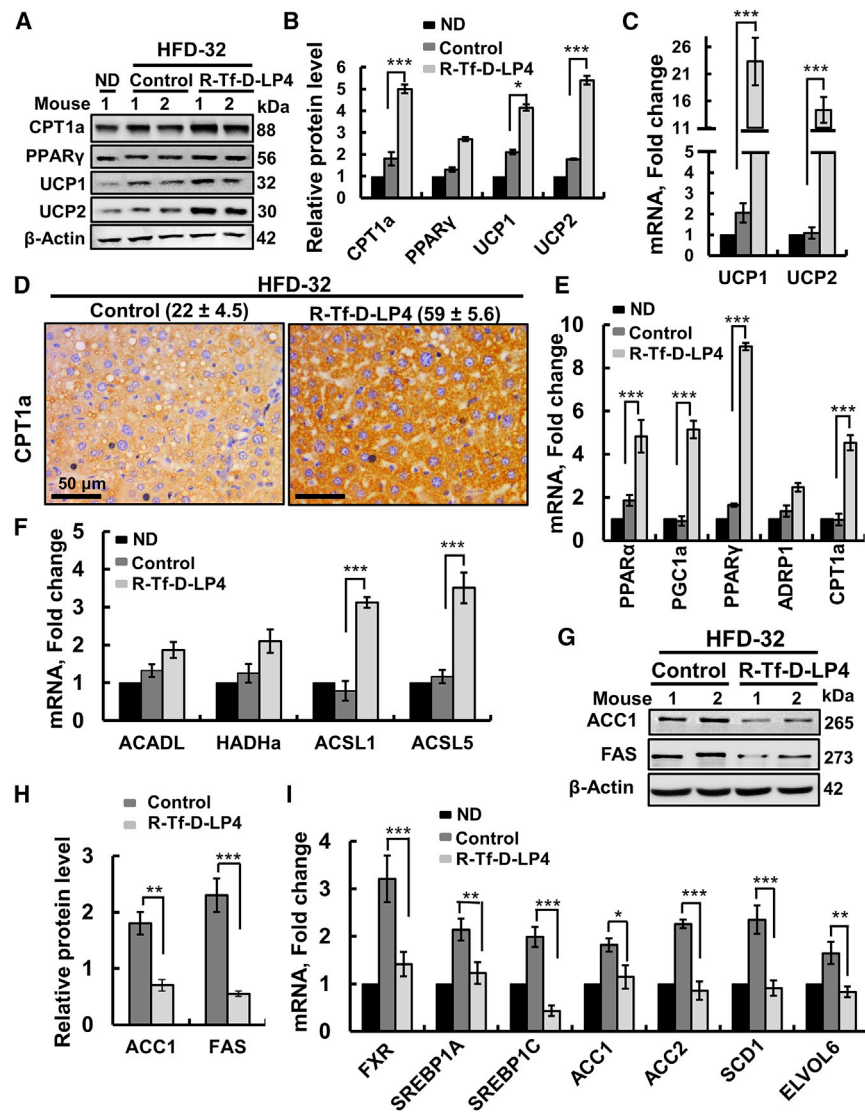 A
HFD-32
ND Control R-Tf-D-LP4
Mouse 1 1 2 1 2 kDa
CPT1a 88
PPARγ 56
UCP1 32
UCP2 30
β-Actin 42
B
ND
Control
R-Tf-D-LP4
Relative protein level
6
5
4
3
2
1
0
***
*
***
CPT1a PPARγ UCP1 UCP2
C
mRNA, Fold change
26
21
16
11
5
4
3
2
1
0
***
***
UCP1 UCP2
D
HFD-32
Control (22 ± 4.5) R-Tf-D-LP4 (59 ± 5.6)
CPT1a
50 µm
E
ND
Control
R-Tf-D-LP4
mRNA, Fold change
10
8
6
4
2
0
***
***
***
***
PPARα PGC1a PPARγ ADRP1 CPT1a
F
ND
Control
R-Tf-D-LP4
mRNA, Fold change
5
4
3
2
1
0
***
***
ACADL HADHa ACSL1 ACSL5
G
HFD-32
Control R-Tf-D-LP4
Mouse 1 2 1 2 kDa
ACC1 265
FAS 273
β-Actin 42
H
Control
R-Tf-D-LP4
Relative protein level
3
2
1
0
**
***
ACC1 FAS
I
ND
Control
R-Tf-D-LP4
mRNA, Fold change
4
3
2
1
0
***
**
***
*
***
***
**
FXR SREBP1A SREBP1C ACC1 ACC2 SCD1 ELVOL6